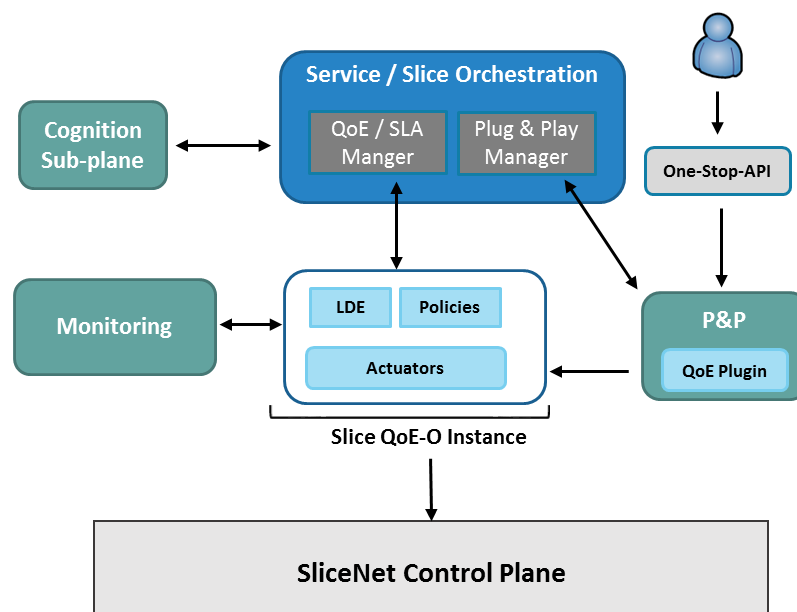 Service / Slice Orchestration
Cognition
Sub-plane
QoE / SLA
Manger
Plug & Play
Manager
One-Stop-API
Monitoring
LDE
Policies
Actuators
P&P
QoE Plugin
Slice QoE-O Instance
SliceNet Control Plane